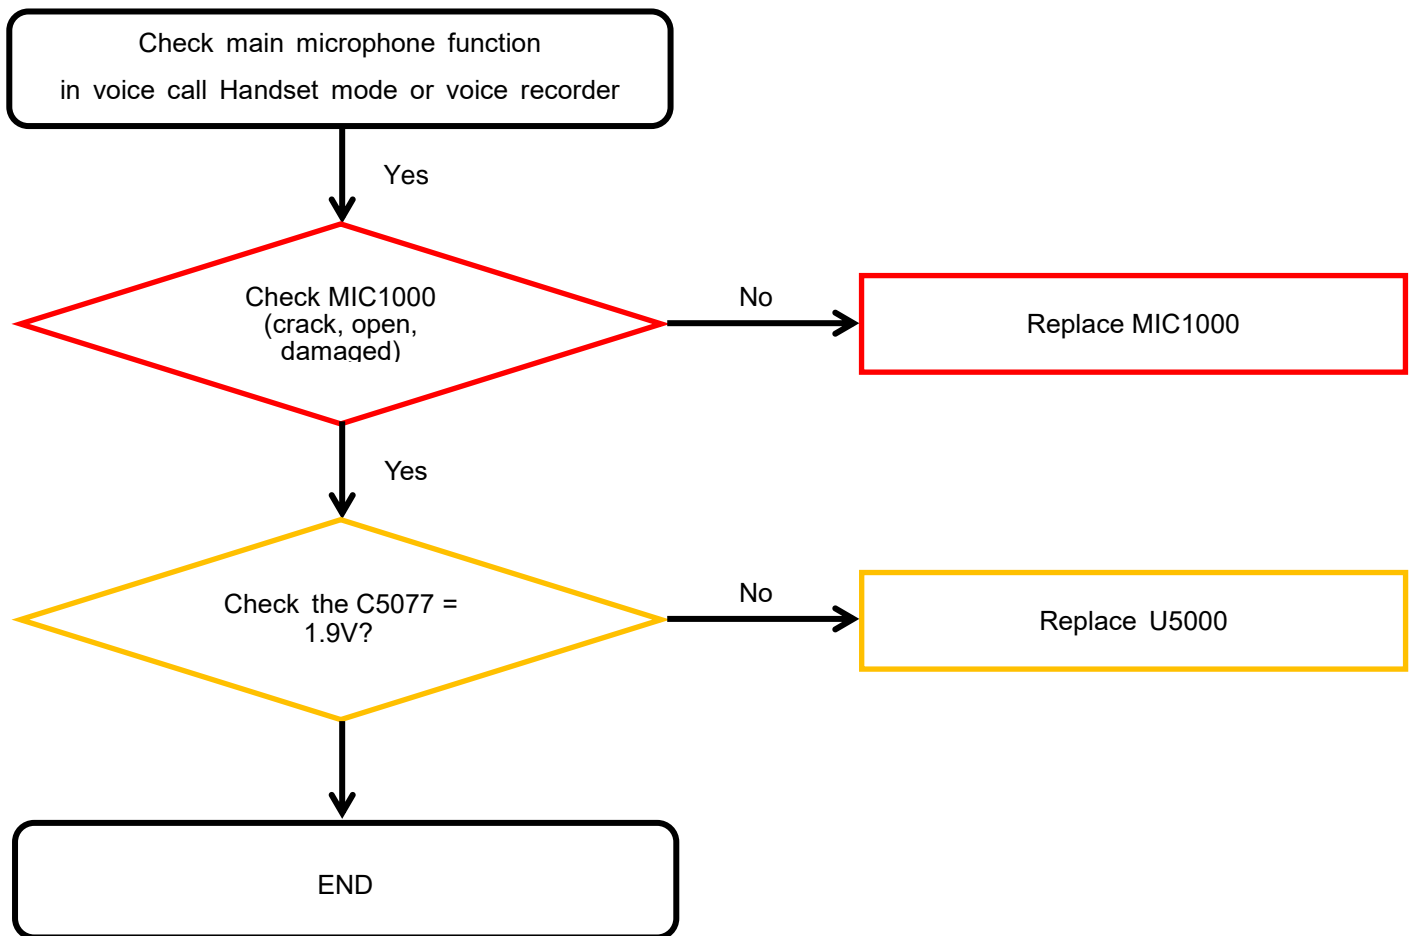 Check main microphone function
in voice call Handset mode or voice recorder
Yes
Check MIC1000
(crack, open,
damaged)
No
Replace MIC1000
Yes
Check the C5077 =
1.9V?
No
Replace U5000
END